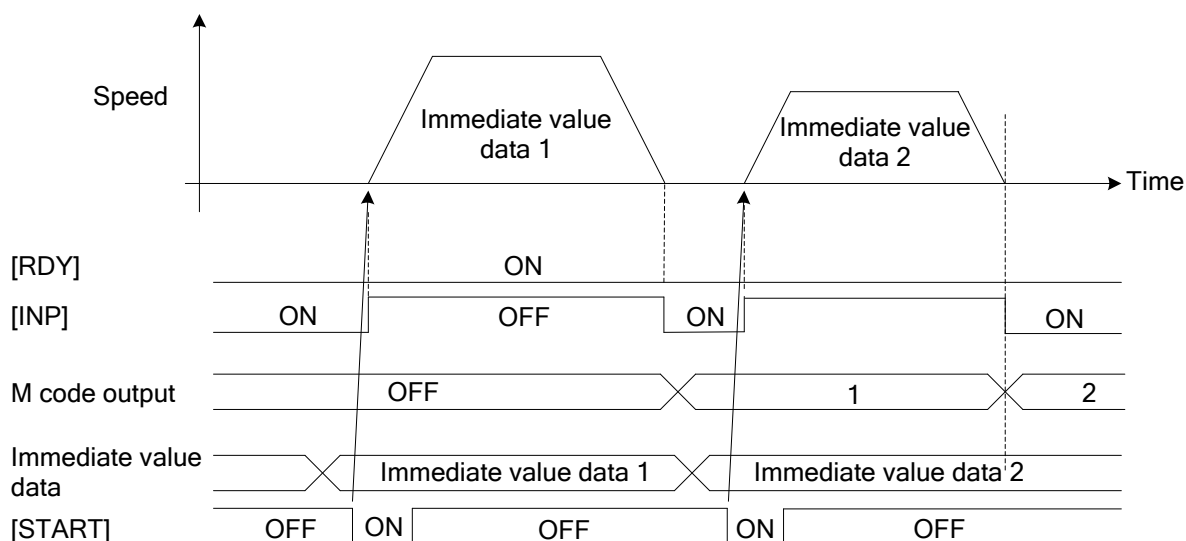 Speed
Immediate value
data 1
Immediate value
data 2
Time
[RDY]
ON
[INP]
ON
OFF
ON
ON
M code output
OFF
1
2
Immediate value
data
Immediate value data 1
Immediate value data 2
[START]
OFF
ON
OFF
ON
OFF